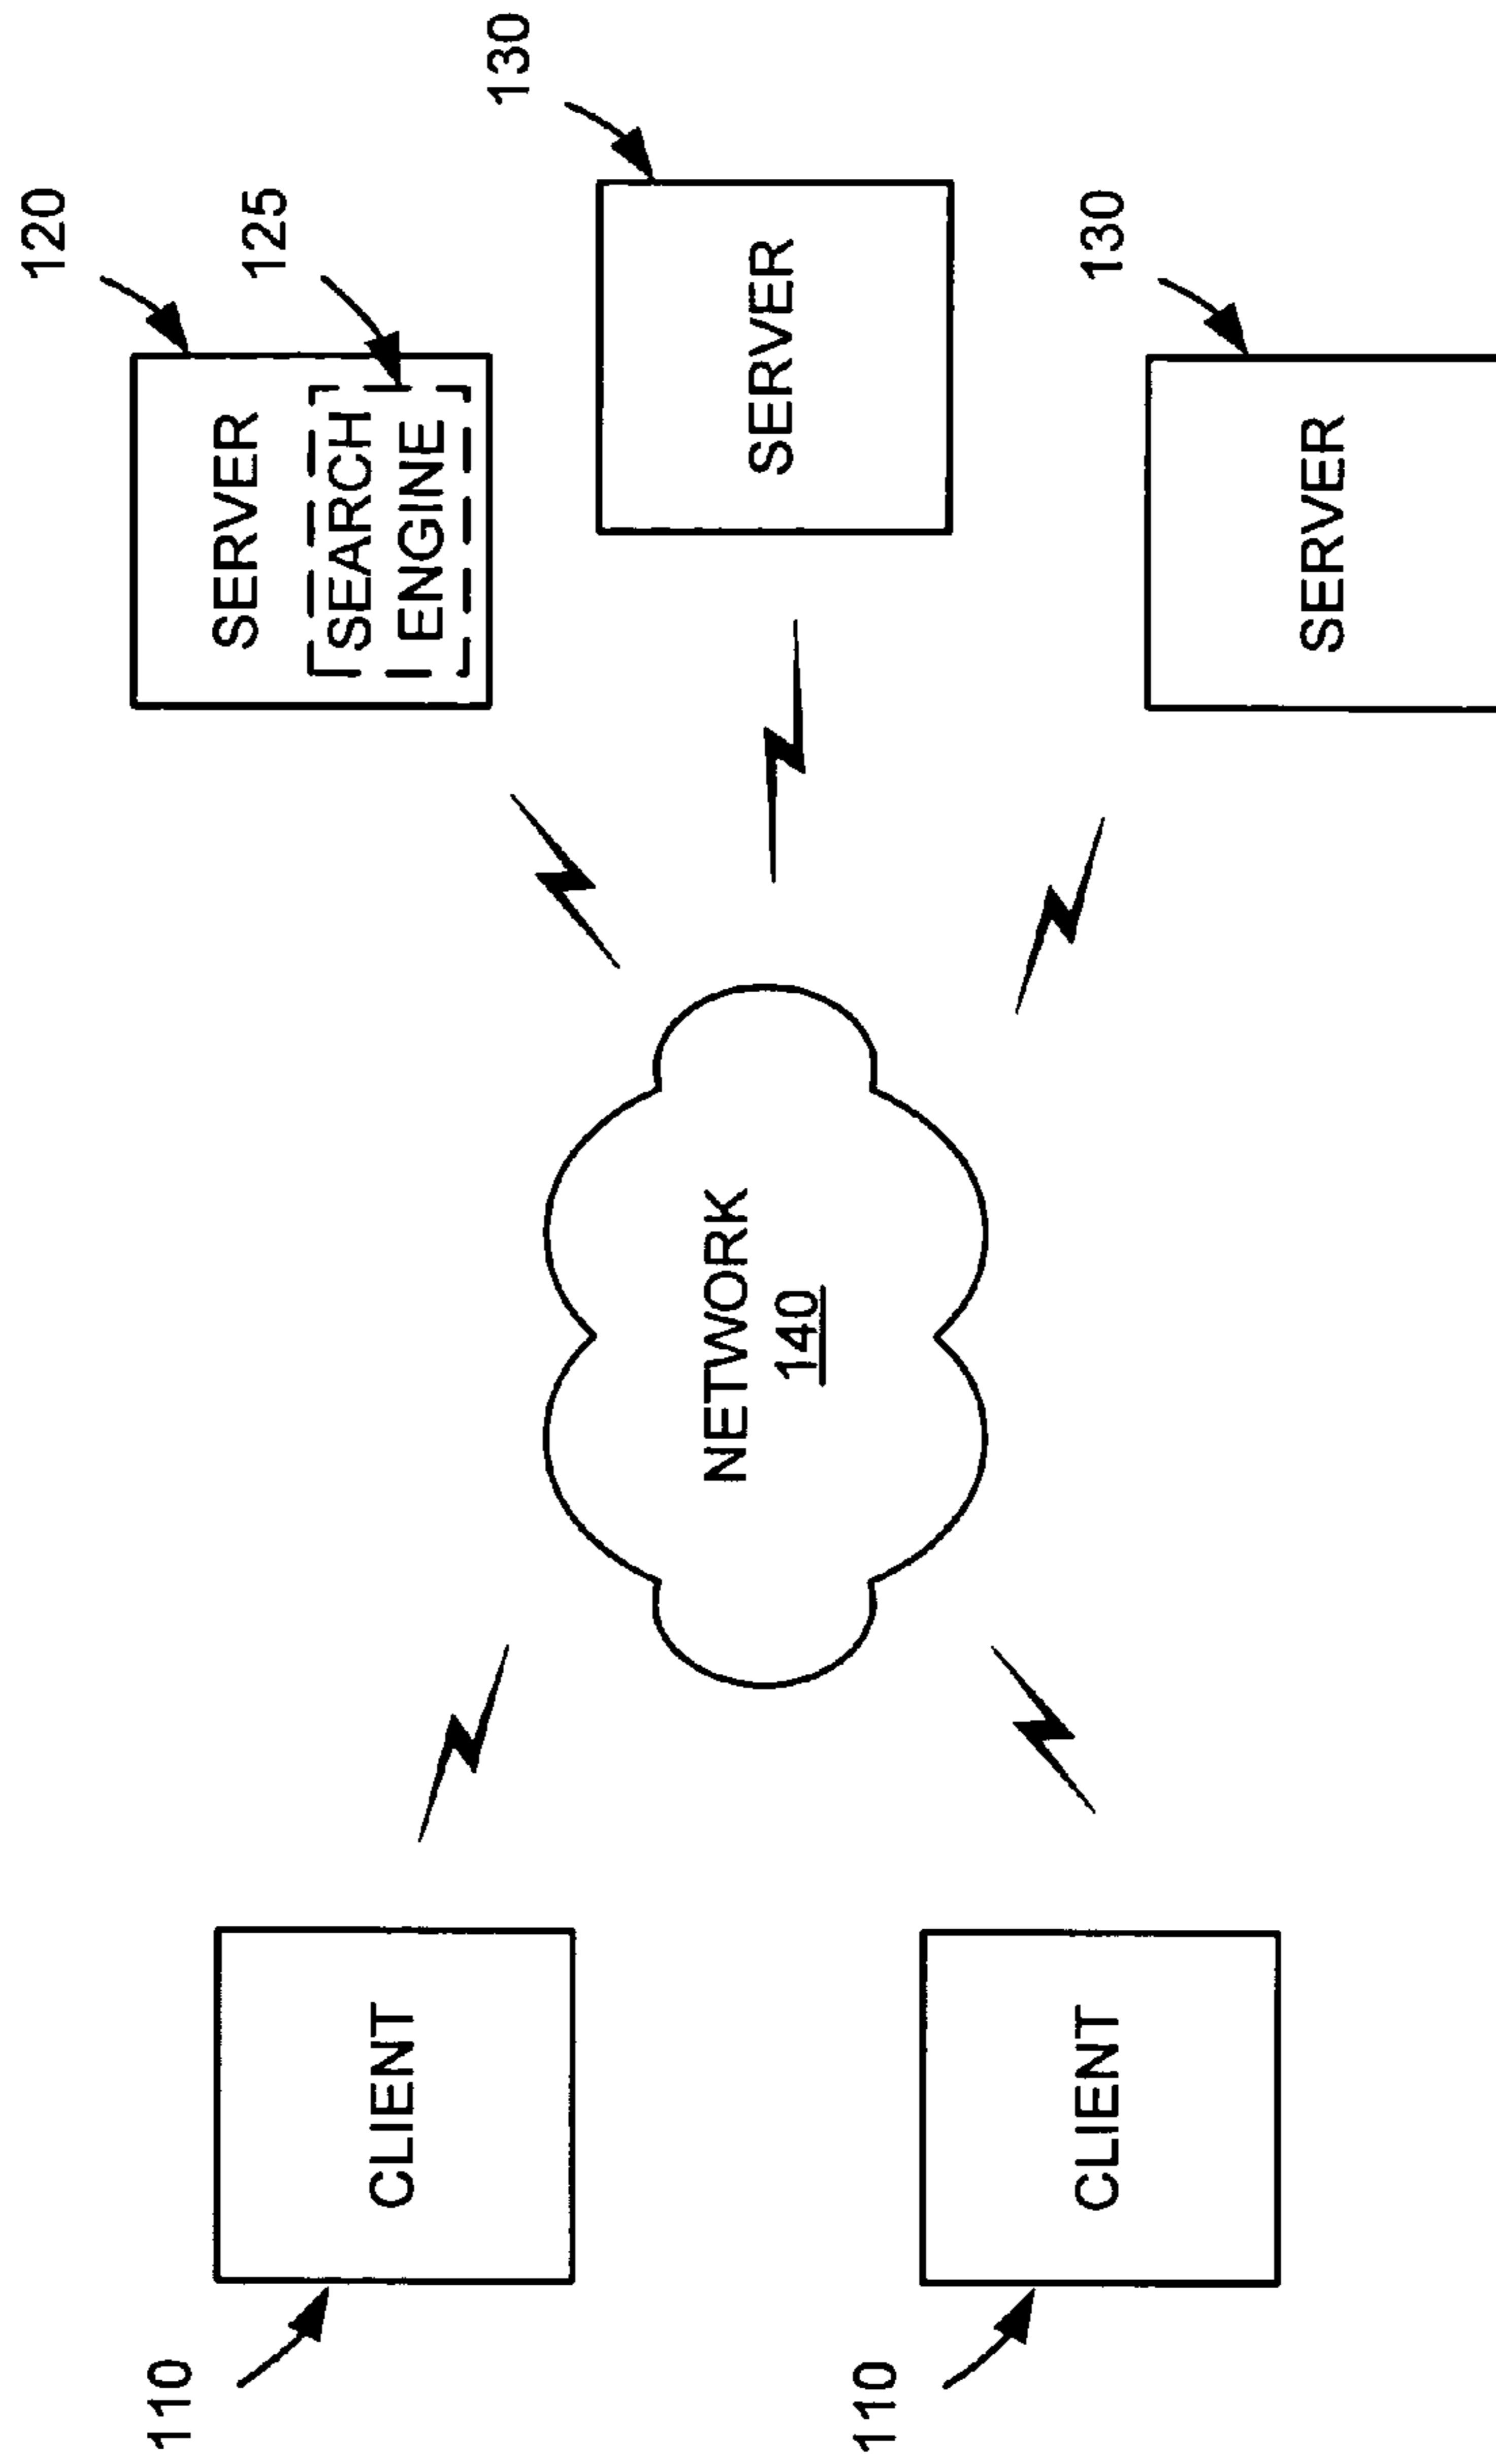 120
SERVER
125
SEARCH
ENGINE
110
CLIENT
130
SERVER
NETWORK
140
110
CLIENT
130
SERVER